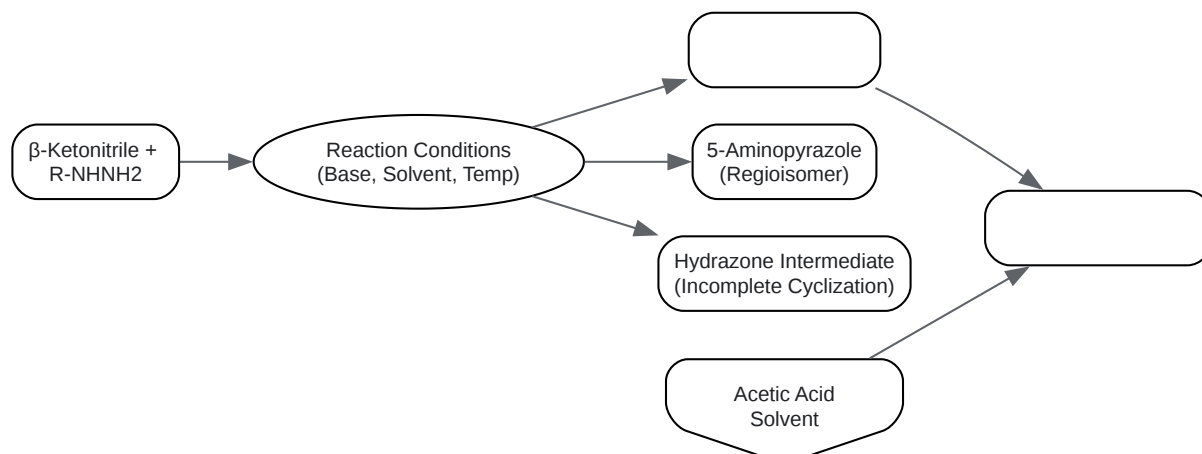 β-Ketonitrile +
R-NHNH2
Reaction Conditions
(Base, Solvent, Temp)
5-Aminopyrazole
(Regioisomer)
Hydrazone Intermediate
(Incomplete Cyclization)
Acetic Acid
Solvent